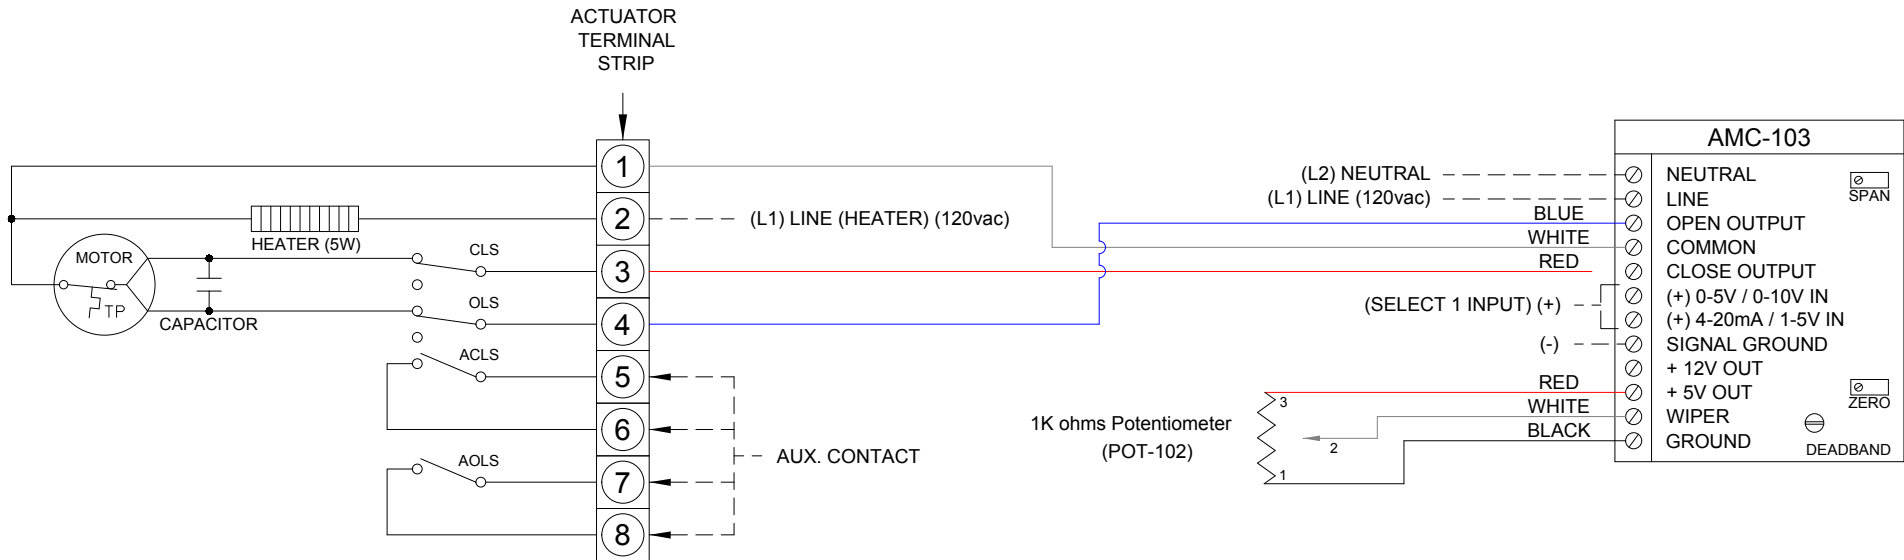 ACTUATOR
TERMINAL
STRIP
1
2
3
4
5
6
7
8
HEATER (5W)
MOTOR
TP
CAPACITOR
CLS
OLS
ACLS
AOLS
(L1) LINE (HEATER) (120vac)
AUX. CONTACT
(L2) NEUTRAL
(L1) LINE (120vac)
BLUE
WHITE
RED
(SELECT 1 INPUT) (+)
(-)
RED
WHITE
BLACK
1K ohms Potentiometer
(POT-102)
3
2
1
AMC-103
NEUTRAL
LINE
OPEN OUTPUT
COMMON
CLOSE OUTPUT
(+) 0-5V / 0-10V IN
(+) 4-20mA / 1-5V IN
SIGNAL GROUND
+ 12V OUT
+ 5V OUT
WIPER
GROUND
SPAN
ZERO
DEADBAND